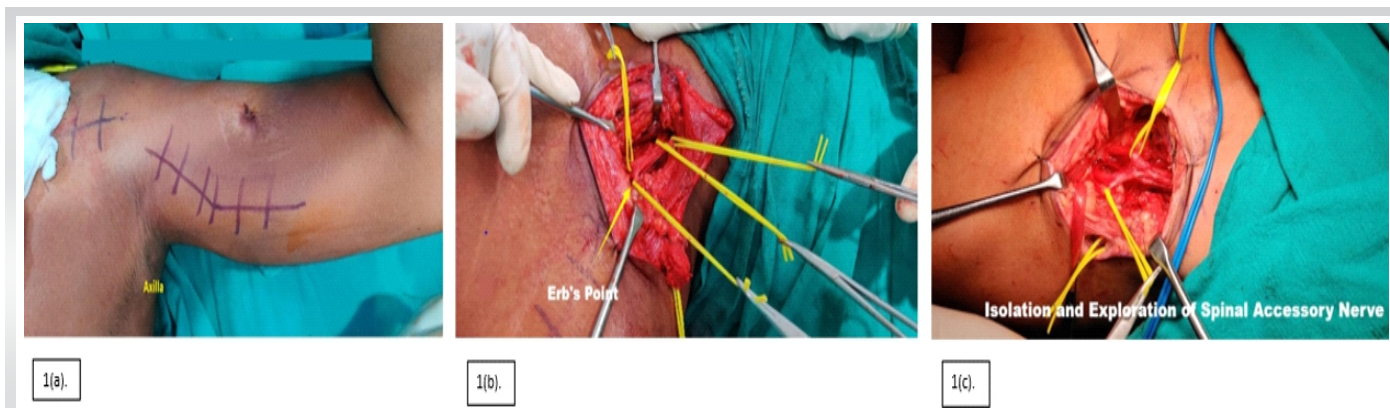 Axilla
Erb's Point
Isolation and Exploration of Spinal Accessory Nerve
1(a).
1(b).
1(c).